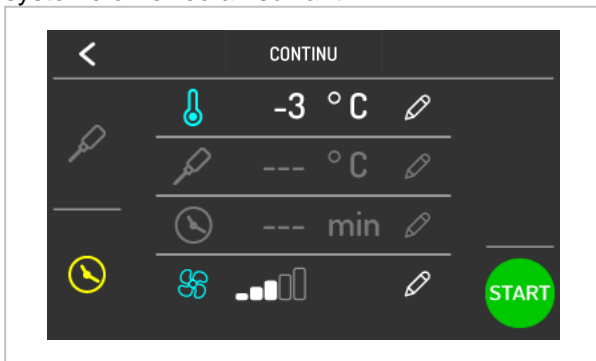 CONTINU
-3 °C
--- °C
--- min
START